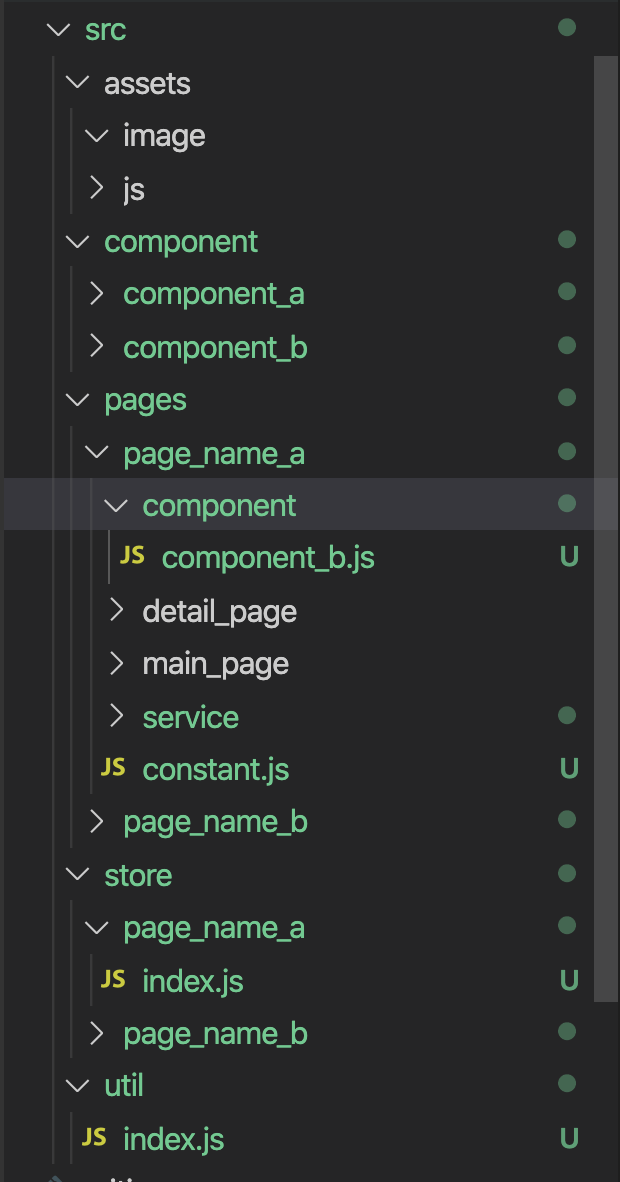 src
assets
image
js
component
component_a
component_b
pages
page_name_a
component
JS component_b.js U
detail_page
main_page
service
JS constant.js U
page_name_b
store
page_name_a
JS index.js U
page_name_b
util
JS index.js U